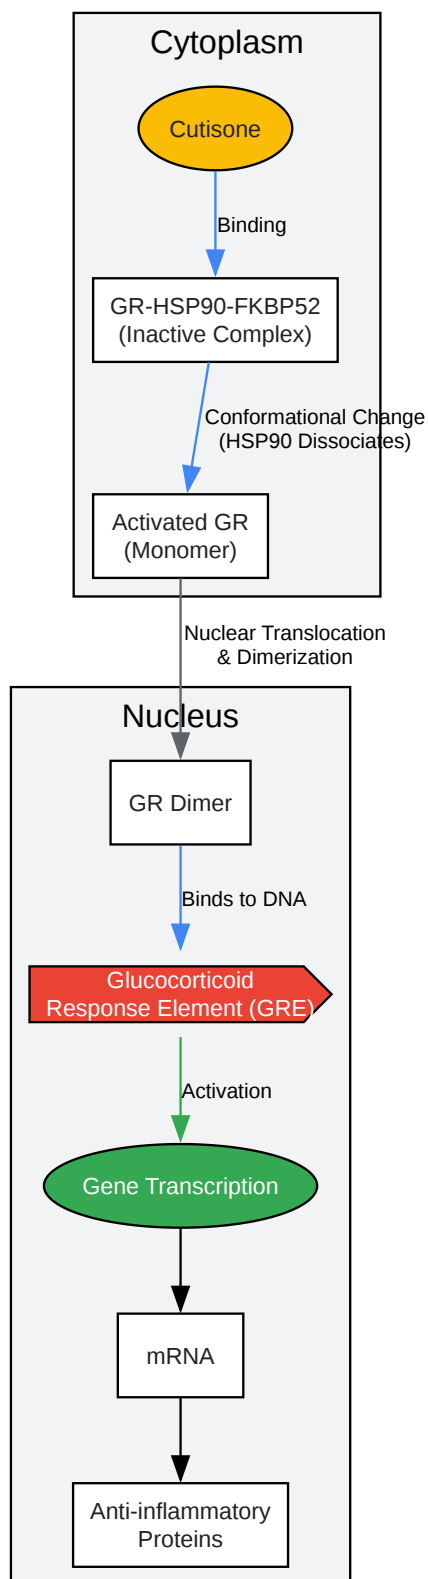 Cytoplasm
Cutisone
Binding
GR-HSP90-FKBP52
(Inactive Complex)
Conformational Change
(HSP90 Dissociates)
Activated GR
(Monomer)
Nuclear Translocation
& Dimerization
Nucleus
GR Dimer
Binds to DNA
Glucocorticoid
Response Element (GRE)
Activation
Gene Transcription
mRNA
Anti-inflammatory
Proteins